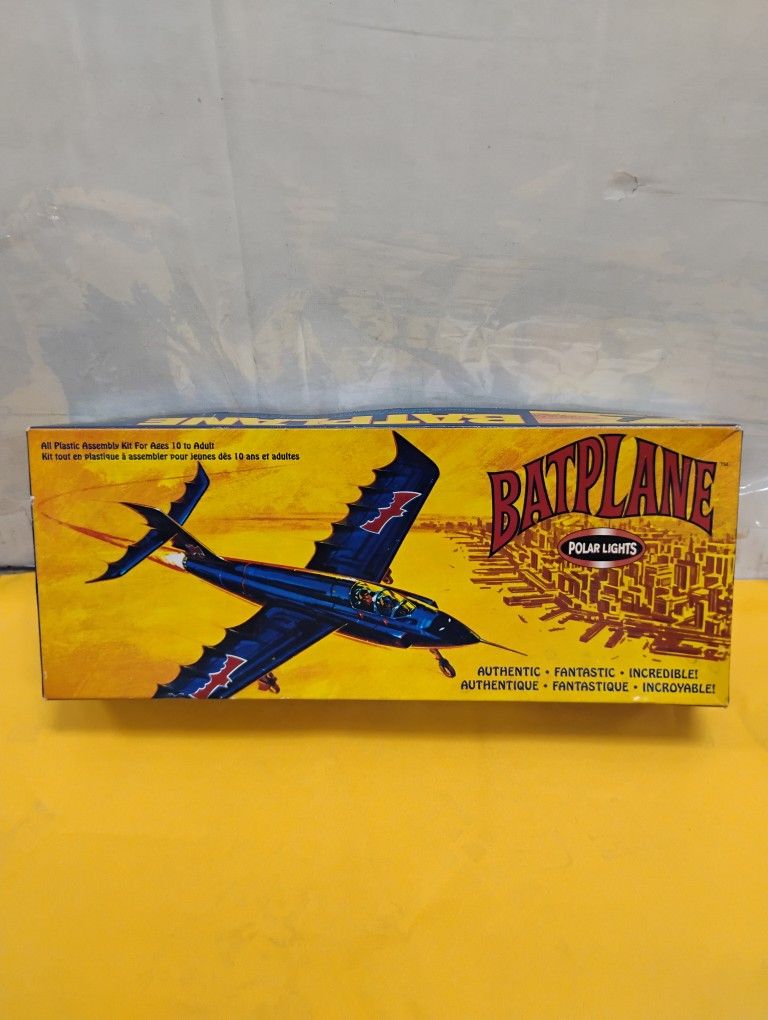 BATPLANE
All Plastic Assembly Kit For Ages 10 to Adult
Kit tout en plastique à assembler pour jeunes dès 10 ans et adultes
BATPLANE™
POLAR LIGHTS
AUTHENTIC • FANTASTIC • INCREDIBLE!
AUTHENTIQUE • FANTASTIQUE • INCROYABLE!